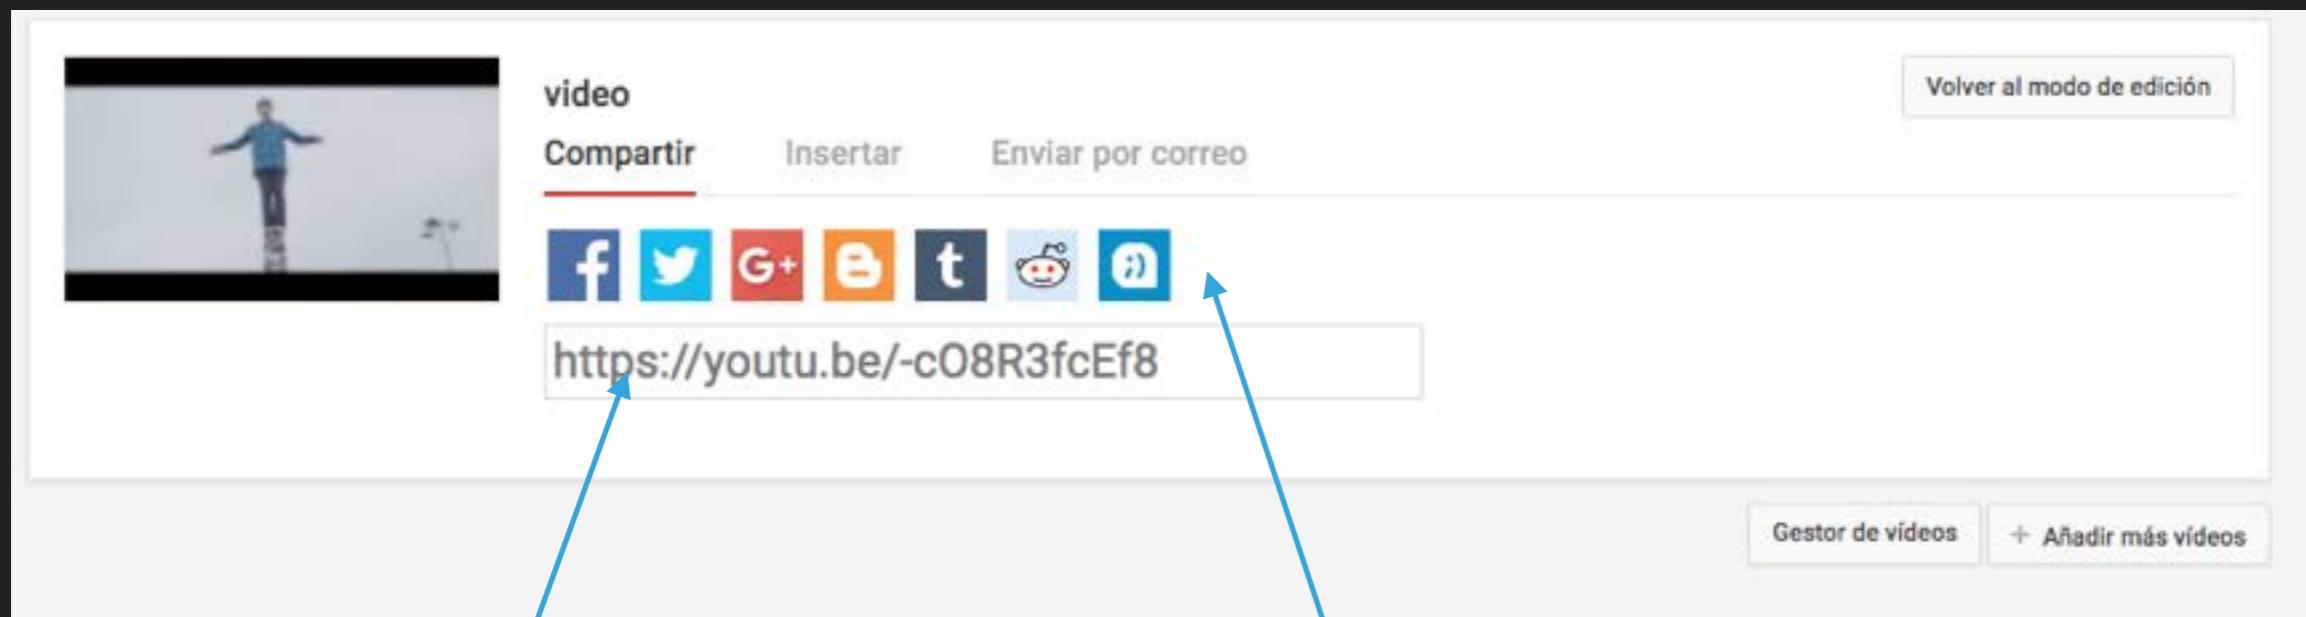 video
Volver al modo de edición
Compartir Insertar Enviar por correo
f G+ B t
https://youtu.be/-cO8R3fcEf8
Gestor de vídeos + Añadir más vídeos